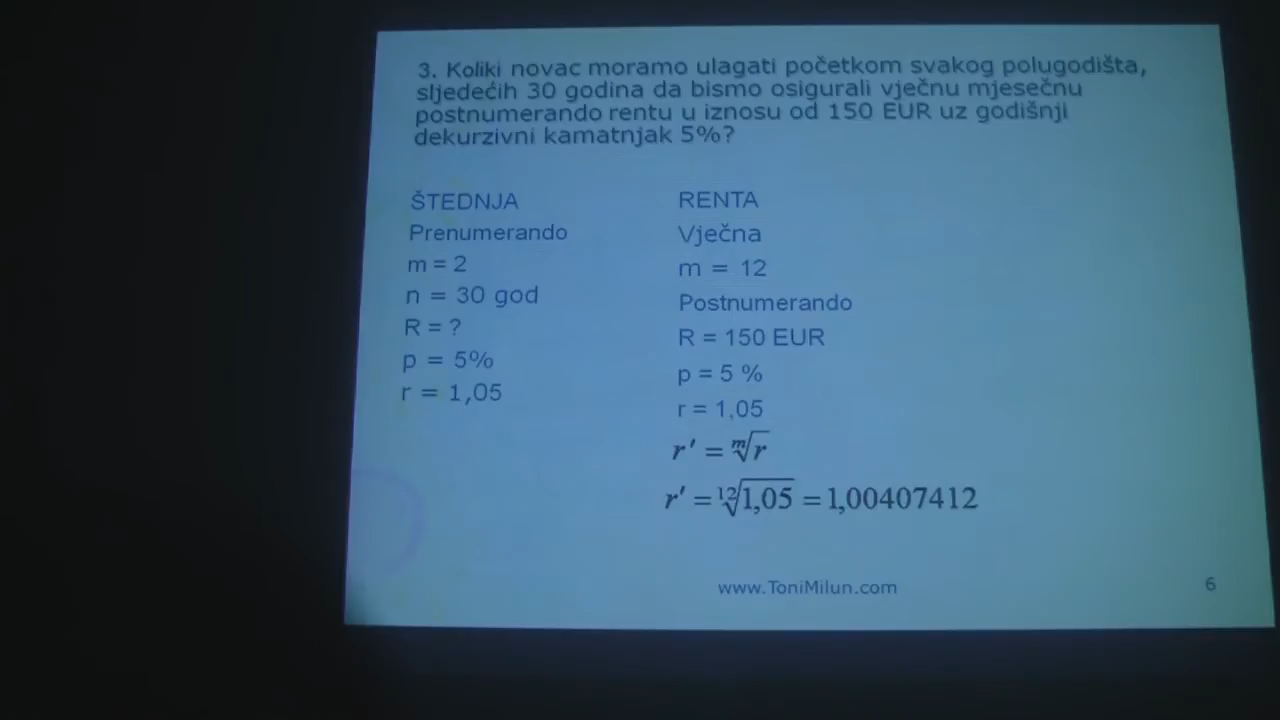 3. Koliki novac moramo ulagati početkom svakog polugodišta,
sljedećih 30 godina da bismo osigurali vječnu mjesečnu
postnumerando rentu u iznosu od 150 EUR uz godišnji
dekurzivni kamatnjak 5%?
ŠTEDNJA
Prenumerando
m = 2
n = 30 god
R = ?
p = 5%
r = 1,05
RENTA
Vječna
m = 12
Postnumerando
R = 150 EUR
p = 5 %
r = 1,05
r' = ᵐ√r
r' = ¹²√1,05 = 1,00407412
www.ToniMilun.com
6